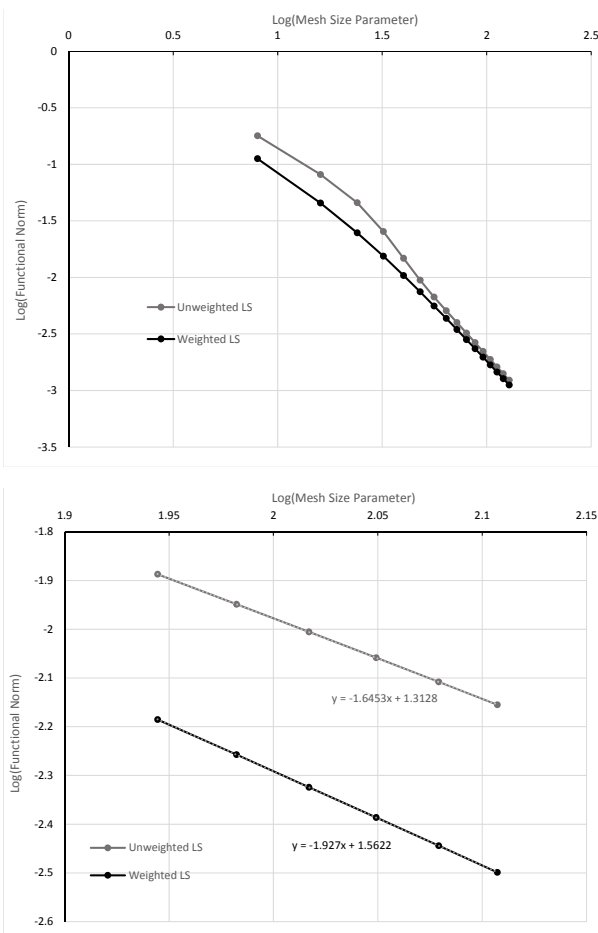 Log(Mesh Size Parameter)
0 0.5 1 1.5 2 2.5
0
-0.5
-1
-1.5
-2
-2.5
-3
-3.5
Log(Functional Norm)
Unweighted LS
Weighted LS
Log(Mesh Size Parameter)
1.9 1.95 2 2.05 2.1 2.15
-1.8
-1.9
-2
-2.1
-2.2
-2.3
-2.4
-2.5
-2.6
Log(Functional Norm)
y = -1.6453x + 1.3128
y = -1.927x + 1.5622
Unweighted LS
Weighted LS